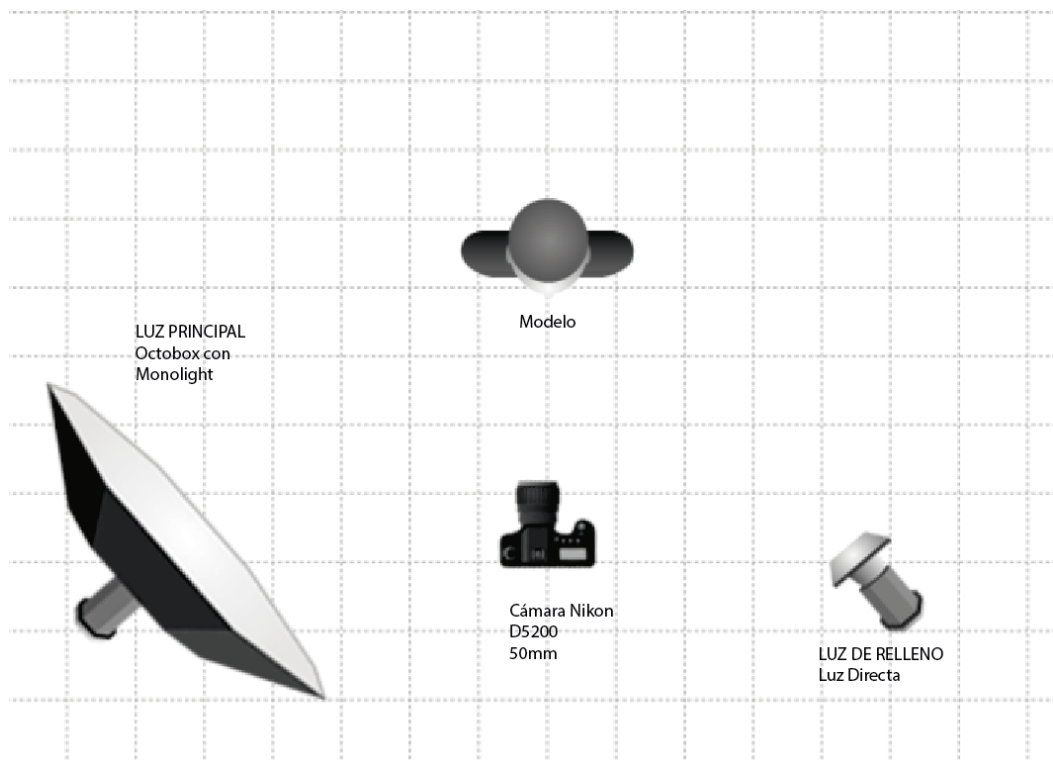 Modelo
LUZ PRINCIPAL
Octobox con
Monolight
Cámara Nikon
D5200
50mm
LUZ DE RELLENO
Luz Directa